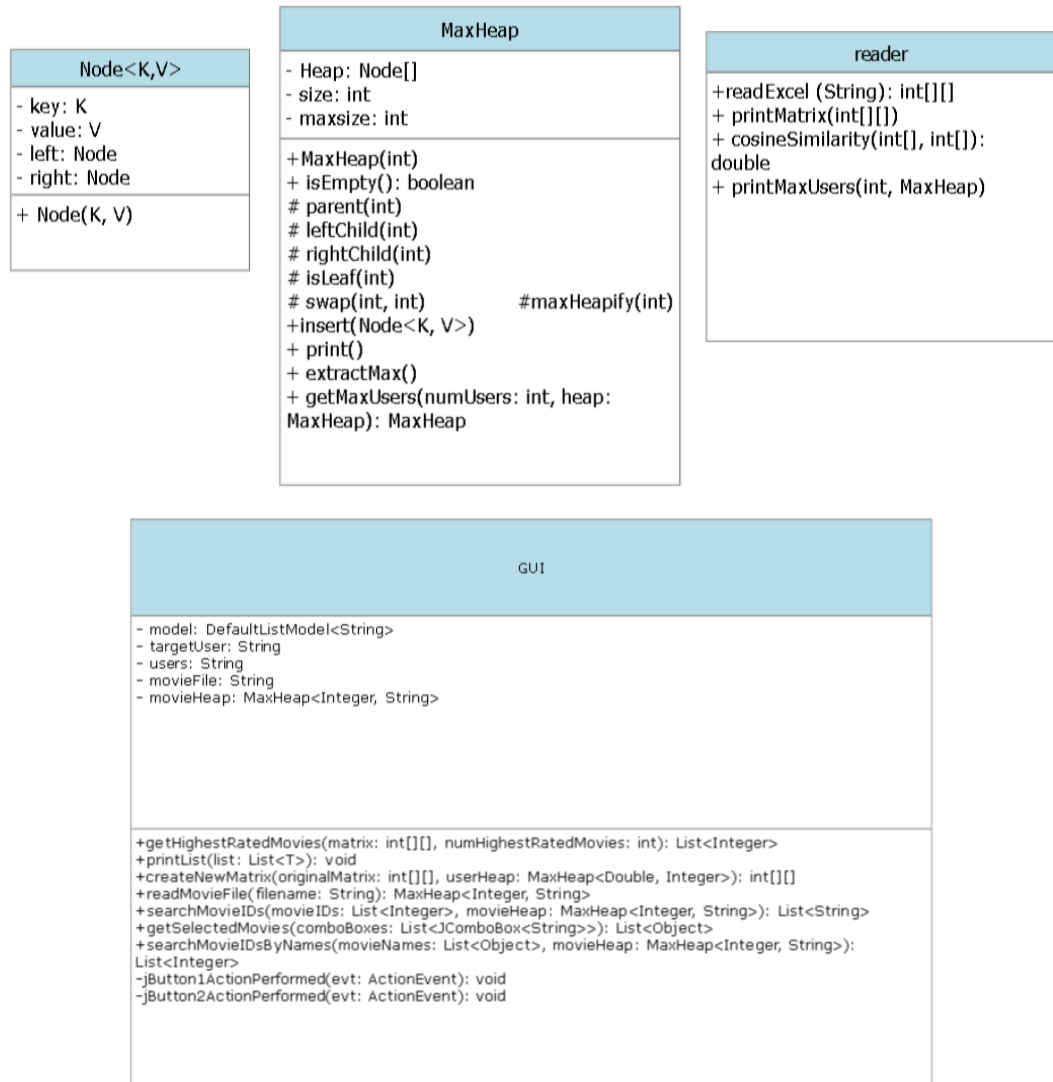 Node<K,V>
- key: K
- value: V
- left: Node
- right: Node
+ Node(K, V)
MaxHeap
- Heap: Node[]
- size: int
- maxsize: int
+MaxHeap(int)
+ isEmpty(): boolean
# parent(int)
# leftChild(int)
# rightChild(int)
# isLeaf(int)
# swap(int, int) #maxHeapify(int)
+insert(Node<K, V>)
+ print()
+ extractMax()
+ getMaxUsers(numUsers: int, heap:
MaxHeap): MaxHeap
reader
+readExcel (String): int[][]
+ printMatrix(int[][])
+ cosineSimilarity(int[], int[]):
double
+ printMaxUsers(int, MaxHeap)
GUI
- model: DefaultListModel<String>
- targetUser: String
- users: String
- movieFile: String
- movieHeap: MaxHeap<Integer, String>
+getHighestRatedMovies(matrix: int[][], numHighestRatedMovies: int): List<Integer>
+printList(list: List<T>): void
+createNewMatrix(originalMatrix: int[][], userHeap: MaxHeap<Double, Integer>): int[][]
+readMovieFile(filename: String): MaxHeap<Integer, String>
+searchMovieIDs(movieIDs: List<Integer>, movieHeap: MaxHeap<Integer, String>): List<String>
+getSelectedMovies(comboBoxes: List<JComboBox<String>>): List<Object>
+searchMovieIDsByNames(movieNames: List<Object>, movieHeap: MaxHeap<Integer, String>):
List<Integer>
-jButton1ActionPerformed(evt: ActionEvent): void
-jButton2ActionPerformed(evt: ActionEvent): void